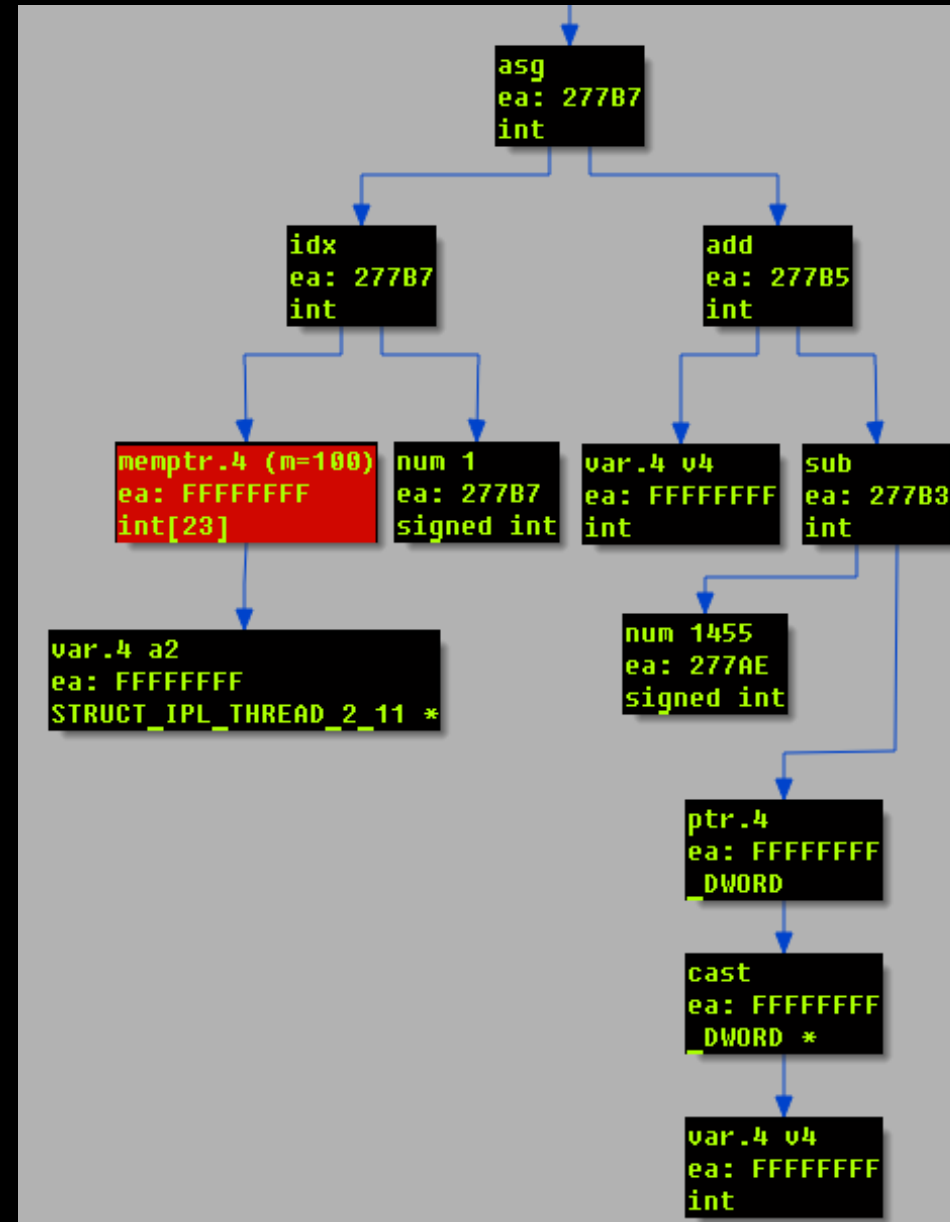 asg
ea: 277B7
int
idx
ea: 277B7
int
add
ea: 277B5
int
memptr.4 (m=100)
ea: FFFFFFFF
int[23]
num 1
ea: 277B7
signed int
var.4 v4
ea: FFFFFFFF
int
sub
ea: 277B3
int
var.4 a2
ea: FFFFFFFF
STRUCT_IPL_THREAD_2_11 *
num 1455
ea: 277AE
signed int
ptr.4
ea: FFFFFFFF
_DWORD
cast
ea: FFFFFFFF
_DWORD *
var.4 v4
ea: FFFFFFFF
int